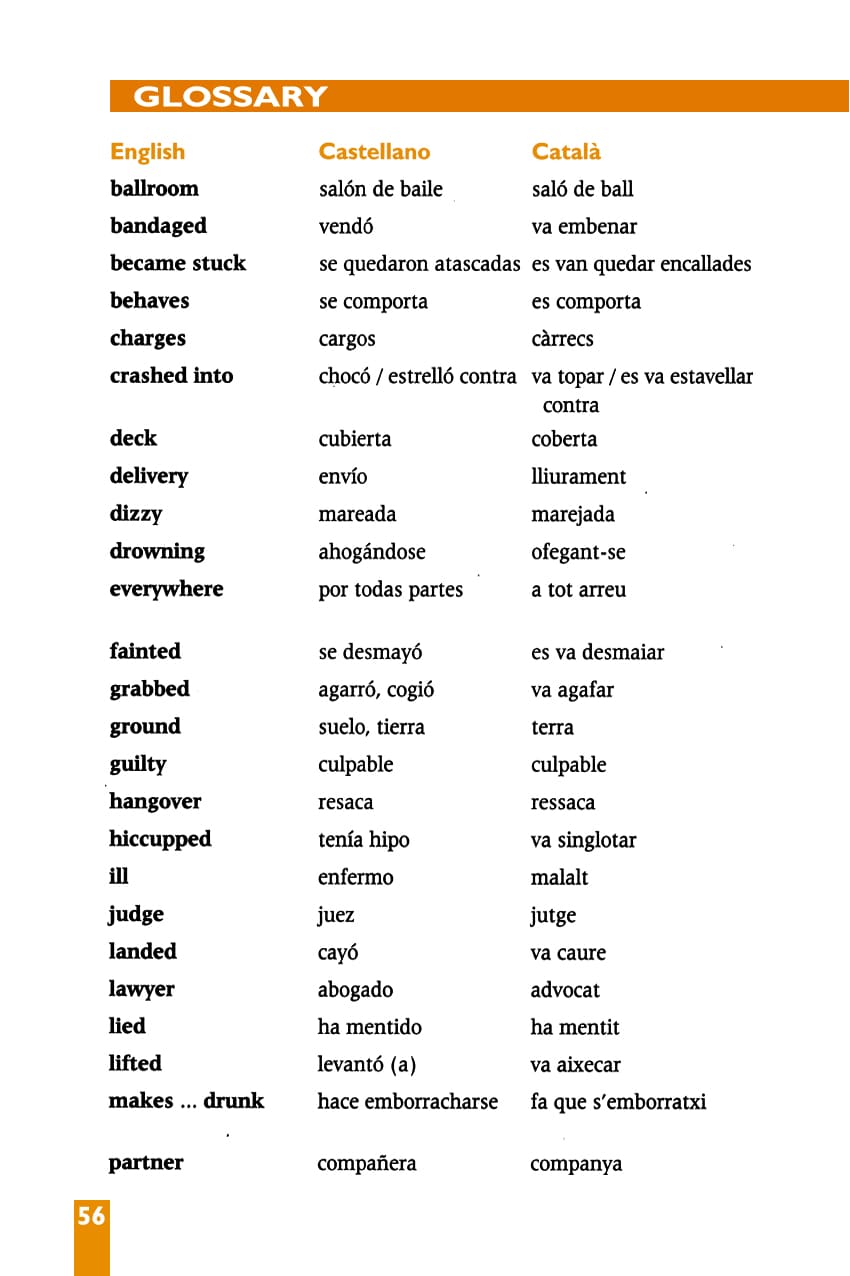 GLOSSARY
English Castellano Català
ballroom salón de baile saló de ball
bandaged vendó va embenar
became stuck se quedaron atascadas es van quedar encallades
behaves se comporta es comporta
charges cargos càrrecs
crashed into chocó / estrelló contra va topar / es va estavellar
contra
deck cubierta coberta
delivery envío lliurament
dizzy mareada marejada
drowning ahogándose ofegant-se
everywhere por todas partes a tot arreu
fainted se desmayó es va desmaiar
grabbed agarró, cogió va agafar
ground suelo, tierra terra
guilty culpable culpable
hangover resaca ressaca
hiccupped tenía hipo va singlotar
ill enfermo malalt
judge juez jutge
landed cayó va caure
lawyer abogado advocat
lied ha mentido ha mentit
lifted levantó (a) va aixecar
makes ... drunk hace emborracharse fa que s'emborratxi
partner compañera companya
56